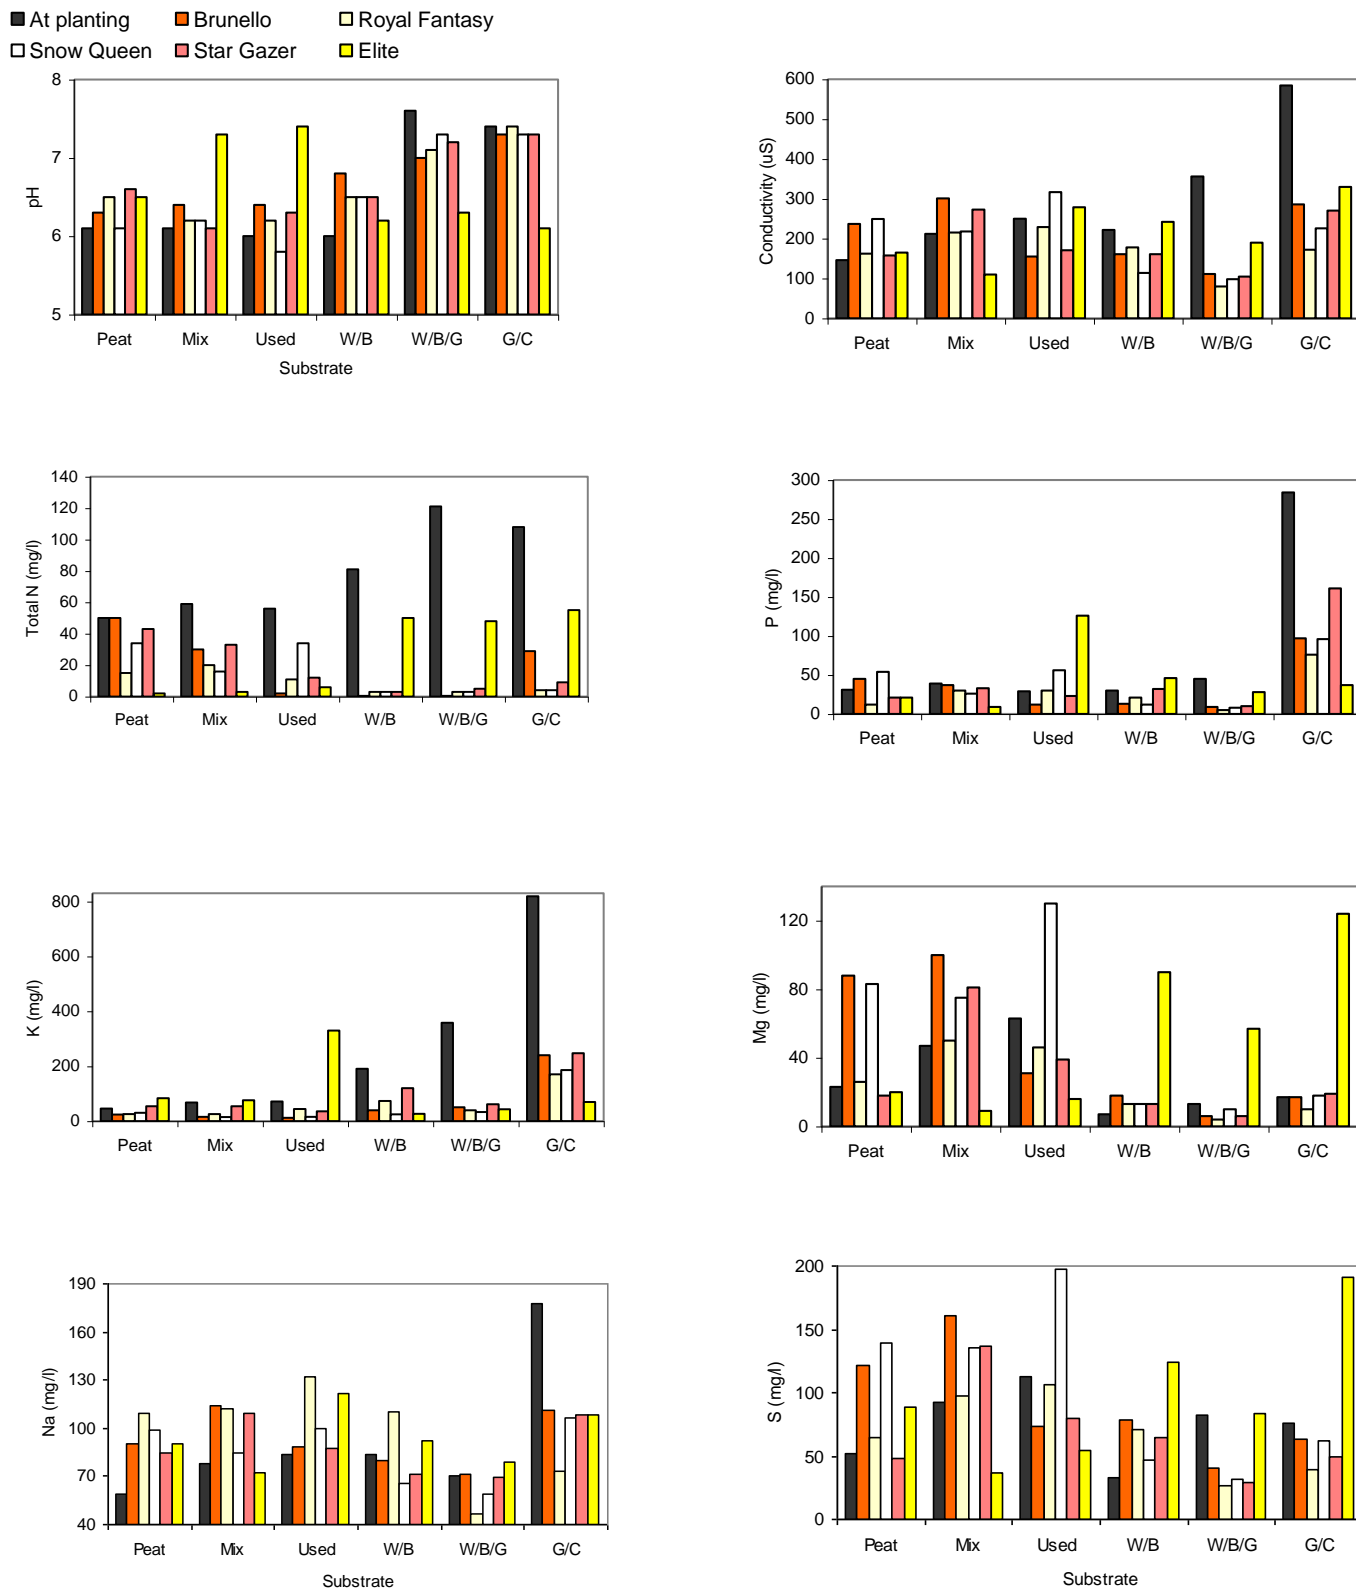 At planting Brunello Royal Fantasy
Snow Queen Star Gazer Elite
8
7
6
5
pH
Peat Mix Used W/B W/B/G G/C
Substrate
600
500
400
300
200
100
0
Conductivity (uS)
Peat Mix Used W/B W/B/G G/C
140
120
100
80
60
40
20
0
Total N (mg/l)
Peat Mix Used W/B W/B/G G/C
300
250
200
150
100
50
0
P (mg/l)
Peat Mix Used W/B W/B/G G/C
800
600
400
200
0
K (mg/l)
Peat Mix Used W/B W/B/G G/C
120
80
40
0
Mg (mg/l)
Peat Mix Used W/B W/B/G G/C
190
160
130
100
70
40
Na (mg/l)
Peat Mix Used W/B W/B/G G/C
Substrate
200
150
100
50
0
S (mg/l)
Peat Mix Used W/B W/B/G G/C
Substrate